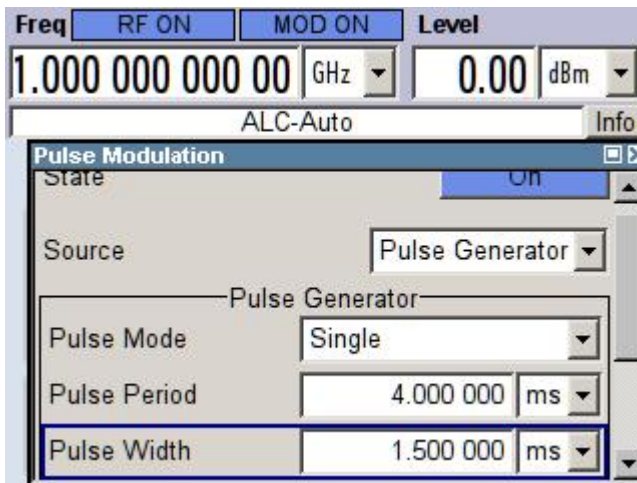 Freq RF ON MOD ON Level
1.000 000 000 00 GHz 0.00 dBm
ALC-Auto Info
Pulse Modulation
State On
Source Pulse Generator
Pulse Generator
Pulse Mode Single
Pulse Period 4.000 000 ms
Pulse Width 1.500 000 ms